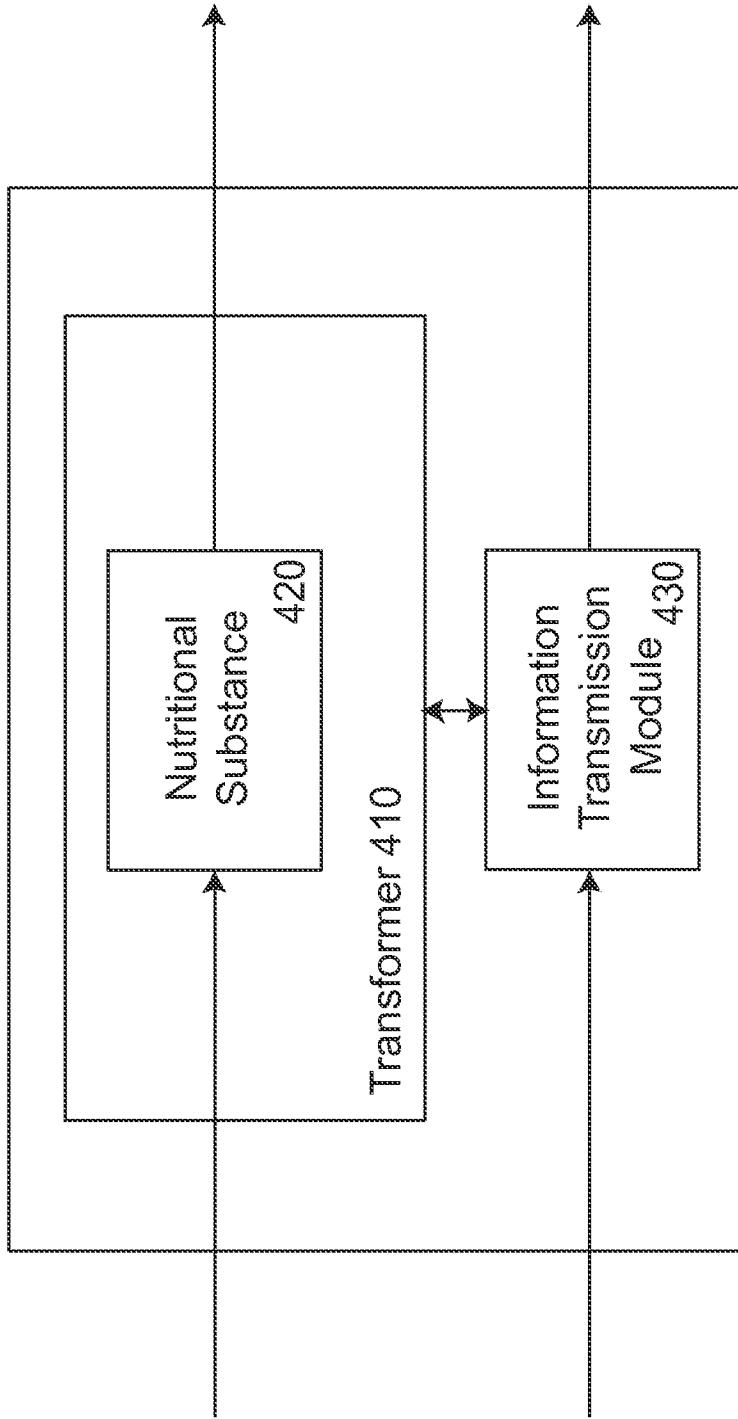 Nutritional
Substance
420
Transformer 410
Information
Transmission
Module 430